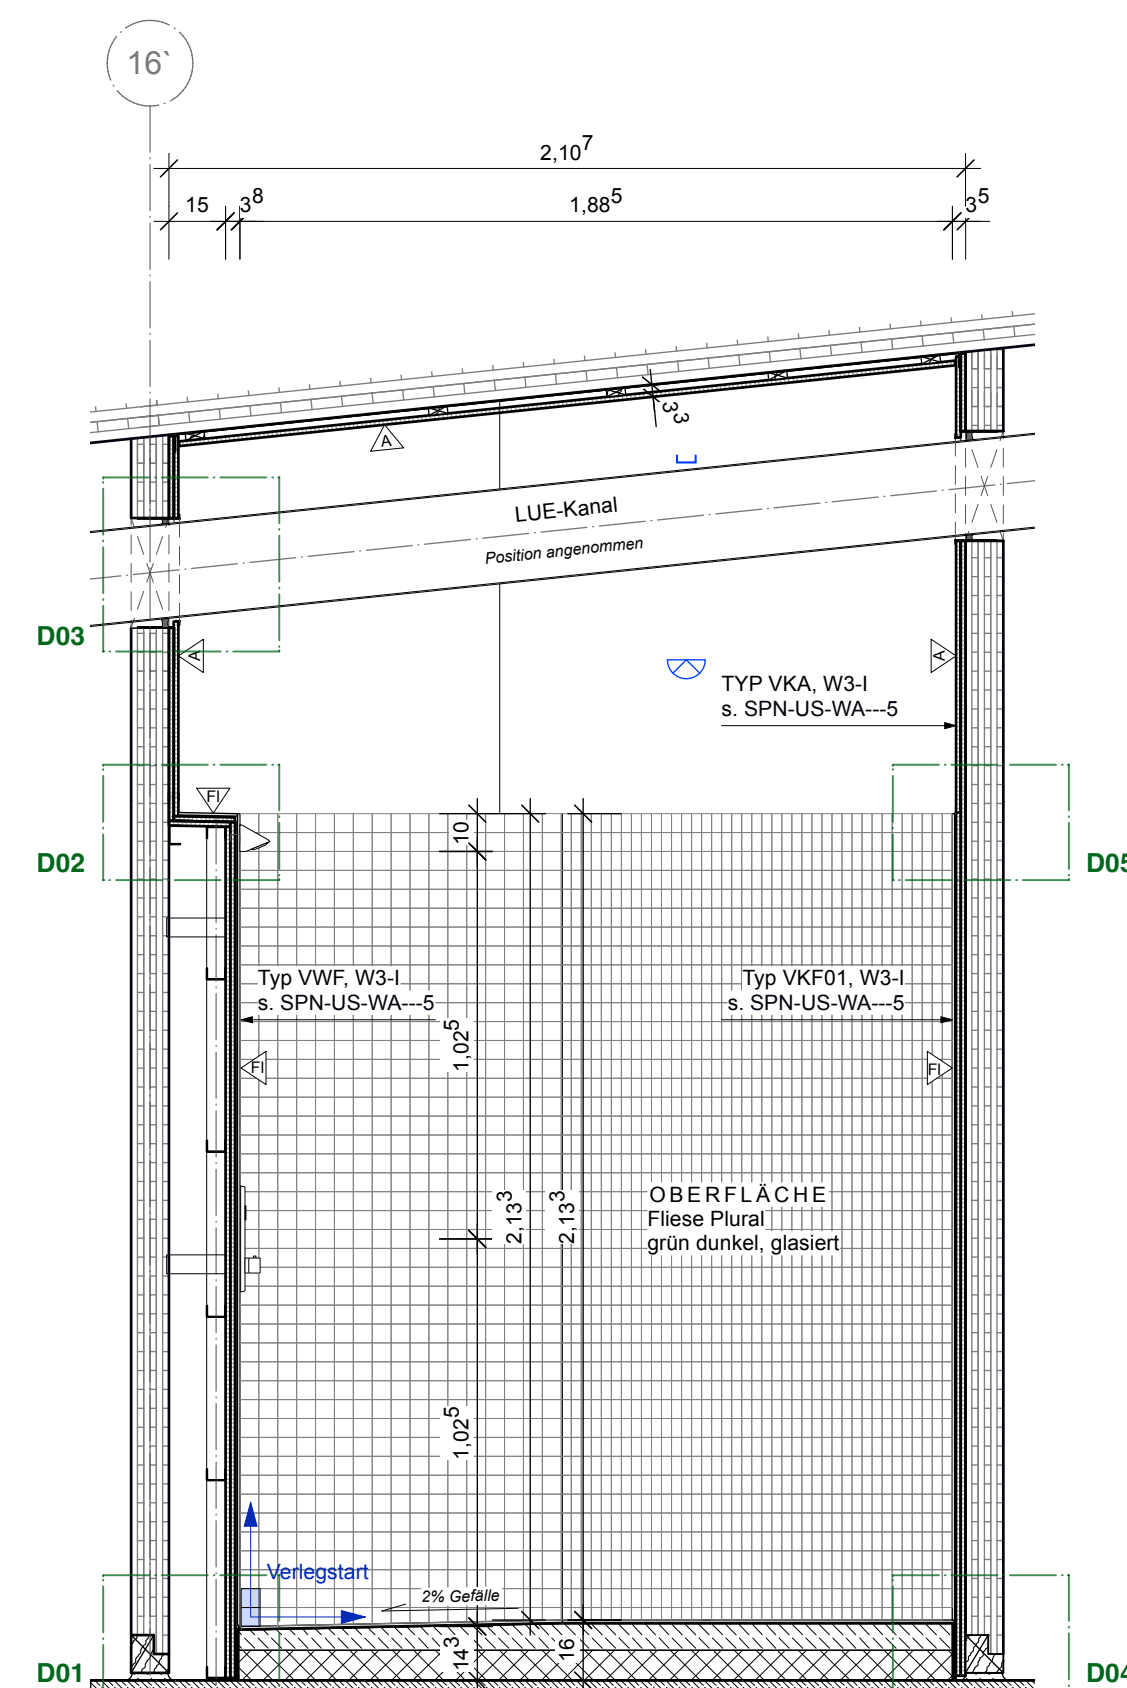 16`
2,10⁷
15
3⁸
1,88⁵
3⁵
3³
A
LUE-Kanal
Position angenommen
D03
A
A
TYP VKA, W3-I
s. SPN-US-WA---5
FI
10
D02
D05
Typ VWF, W3-I
s. SPN-US-WA---5
Typ VKF01, W3-I
s. SPN-US-WA---5
1,02⁵
FI
FI
2,13³
2,13³
OBERFLÄCHE
Fliese Plural
grün dunkel, glasiert
1,02⁵
Verlegstart
2% Gefälle
14³
16
D01
D04